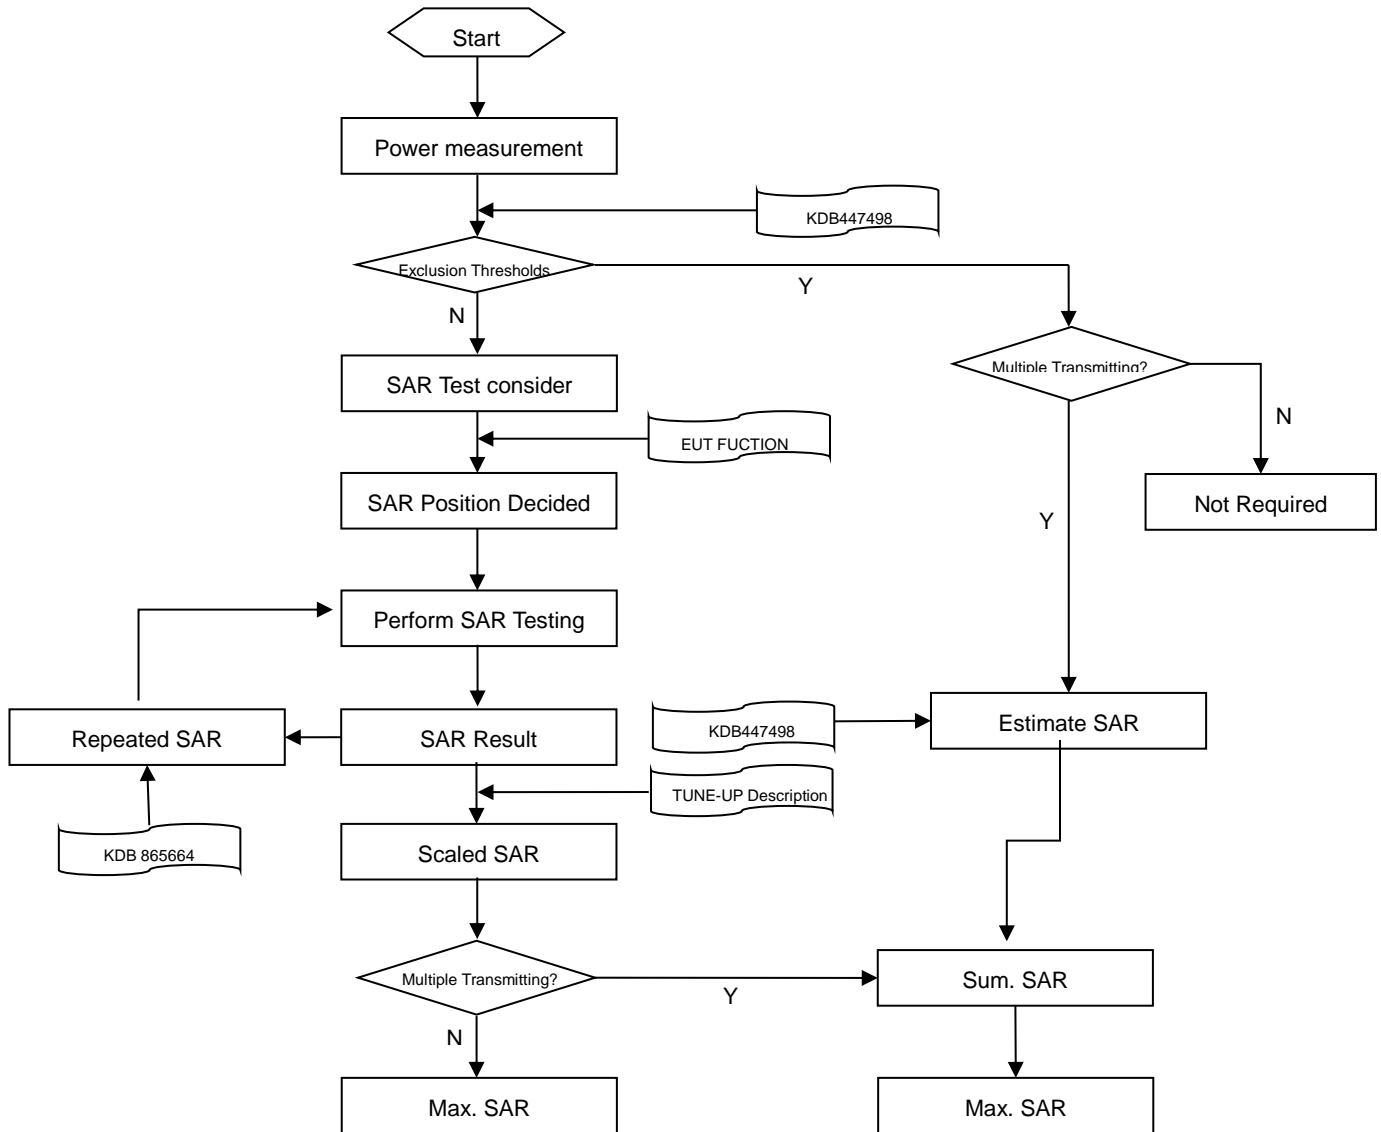 Start
Power measurement
KDB447498
Exclusion Thresholds
Y
N
Multiple Transmitting?
SAR Test consider
N
EUT FUCTION
SAR Position Decided
Not Required
Y
Perform SAR Testing
Repeated SAR
SAR Result
KDB447498
Estimate SAR
TUNE-UP Description
KDB 865664
Scaled SAR
Multiple Transmitting?
Y
Sum. SAR
N
Max. SAR
Max. SAR